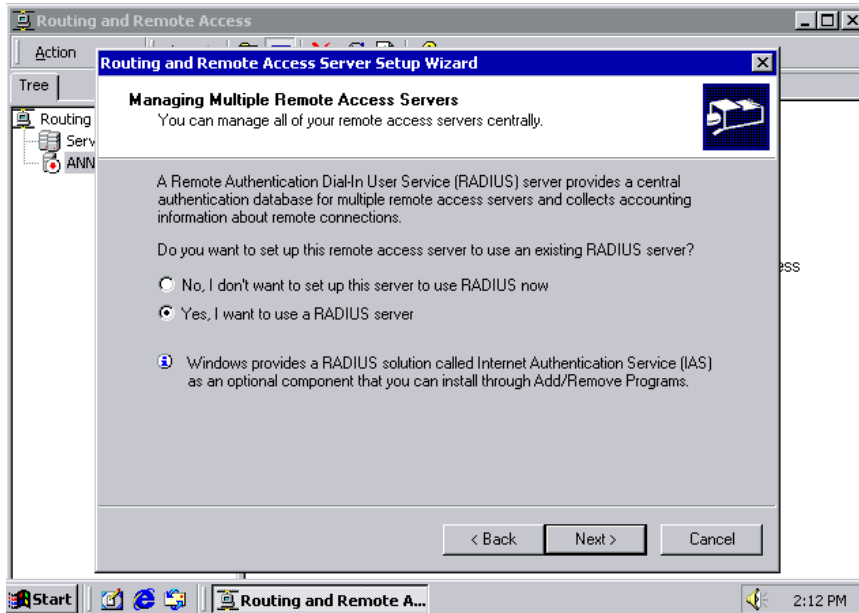 Routing and Remote Access
Action
Tree
Routing
Serv
ANN
ess
Routing and Remote Access Server Setup Wizard
Managing Multiple Remote Access Servers
You can manage all of your remote access servers centrally.
A Remote Authentication Dial-In User Service (RADIUS) server provides a central
authentication database for multiple remote access servers and collects accounting
information about remote connections.
Do you want to set up this remote access server to use an existing RADIUS server?
No, I don't want to set up this server to use RADIUS now
Yes, I want to use a RADIUS server
Windows provides a RADIUS solution called Internet Authentication Service (IAS)
as an optional component that you can install through Add/Remove Programs.
< Back
Next >
Cancel
Start
Routing and Remote A...
2:12 PM